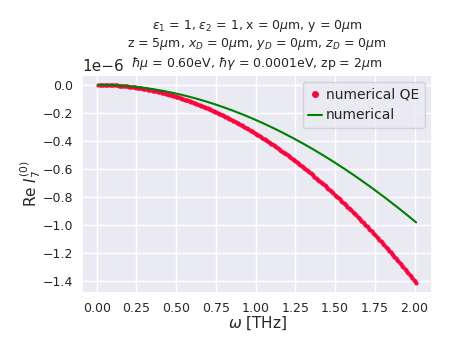 ε₁ = 1, ε₂ = 1, x = 0μm, y = 0μm
z = 5μm, x_D = 0μm, y_D = 0μm, z_D = 0μm
ħμ = 0.60eV, ħγ = 0.0001eV, zp = 2μm
1e−6
0.0
−0.2
−0.4
−0.6
−0.8
−1.0
−1.2
−1.4
Re I₇⁽⁰⁾
numerical QE
numerical
0.00 0.25 0.50 0.75 1.00 1.25 1.50 1.75 2.00
ω [THz]